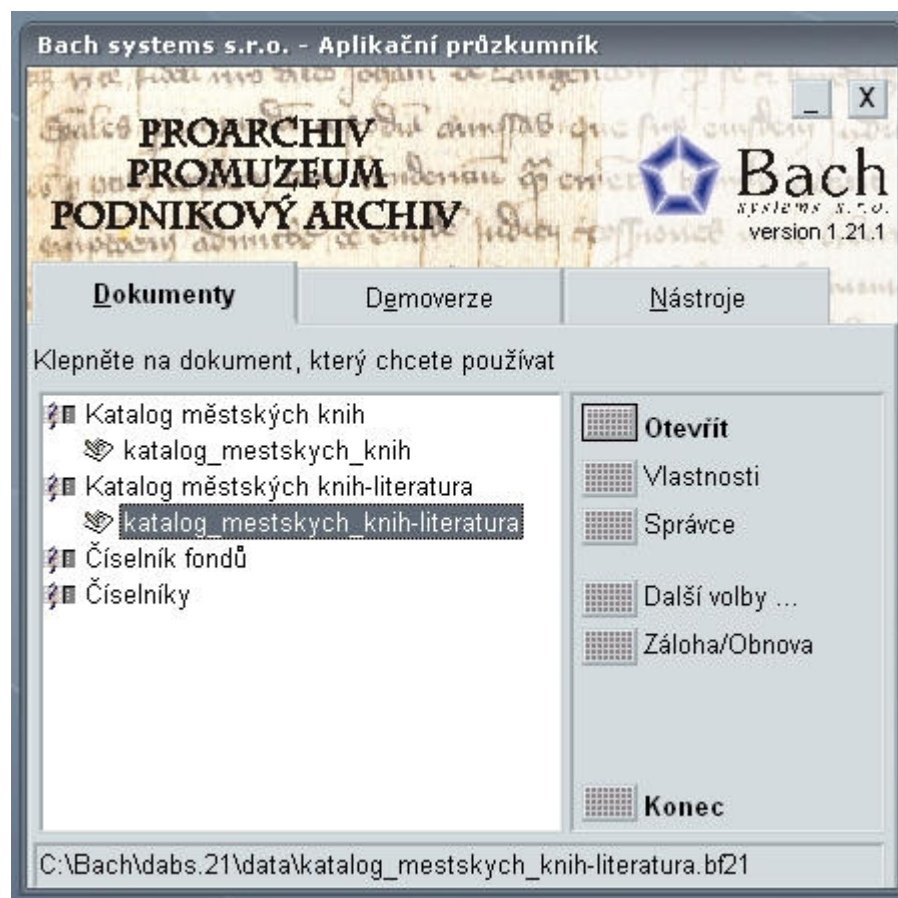 Bach systems s.r.o. - Aplikační průzkumník
_ X
PROARCHIV
PROMUZEUM
PODNIKOVÝ ARCHIV
Bach
systems s.r.o.
version 1.21.1
Dokumenty
Demoverze
Nástroje
Klepněte na dokument, který chcete používat
Katalog městských knih
katalog_mestskych_knih
Katalog městských knih-literatura
katalog_mestskych_knih-literatura
Číselník fondů
Číselníky
Otevřít
Vlastnosti
Správce
Další volby ...
Záloha/Obnova
Konec
C:\Bach\dabs.21\data\katalog_mestskych_knih-literatura.bf21